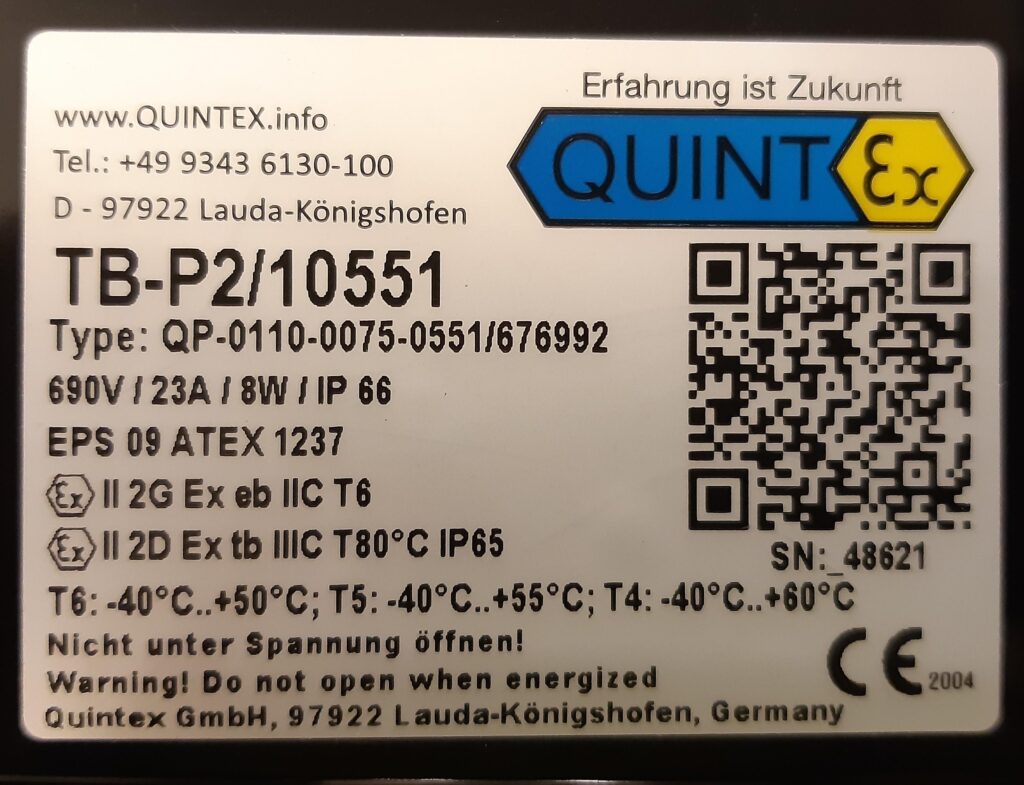 Erfahrung ist Zukunft
QUINTEx
www.QUINTEX.info
Tel.: +49 9343 6130-100
D - 97922 Lauda-Königshofen
TB-P2/10551
Type: QP-0110-0075-0551/676992
690V / 23A / 8W / IP 66
EPS 09 ATEX 1237
Ex II 2G Ex eb IIC T6
Ex II 2D Ex tb IIIC T80°C IP65
SN:_48621
T6: -40°C..+50°C; T5: -40°C..+55°C; T4: -40°C..+60°C
Nicht unter Spannung öffnen!
Warning! Do not open when energized
CE 2004
Quintex GmbH, 97922 Lauda-Königshofen, Germany